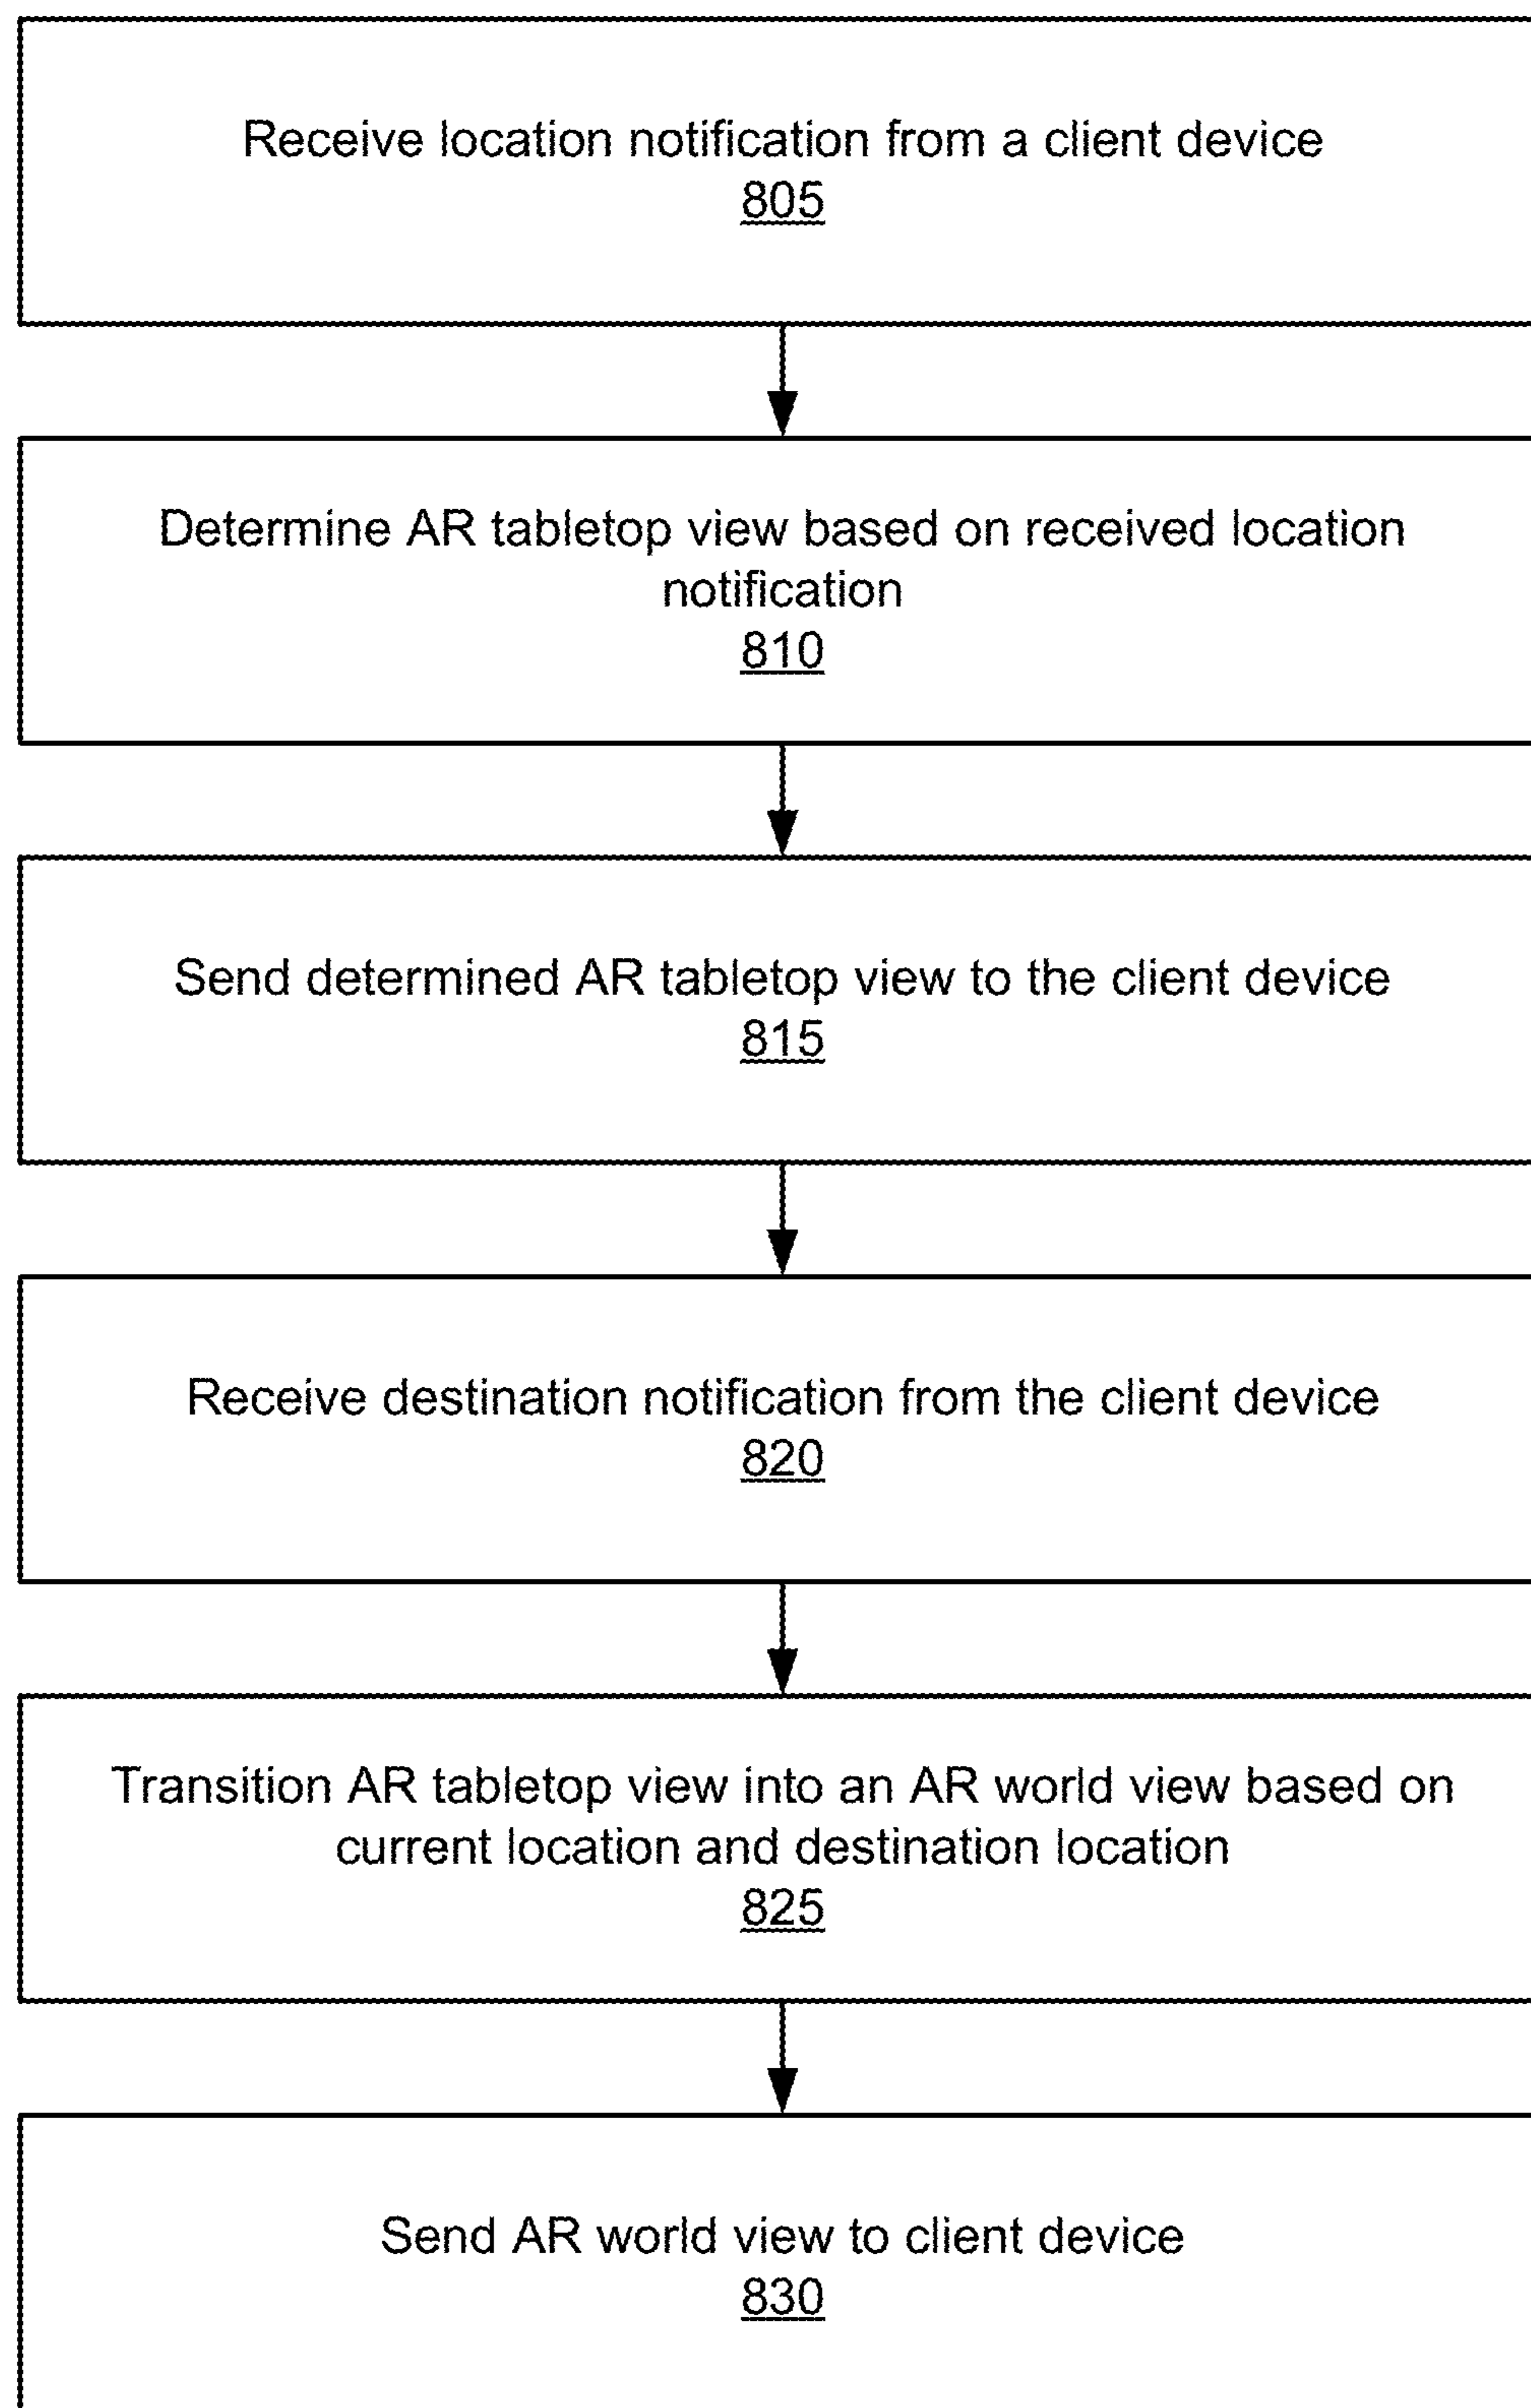 Receive location notification from a client device
805
Determine AR tabletop view based on received location
notification
810
Send determined AR tabletop view to the client device
815
Receive destination notification from the client device
820
Transition AR tabletop view into an AR world view based on
current location and destination location
825
Send AR world view to client device
830